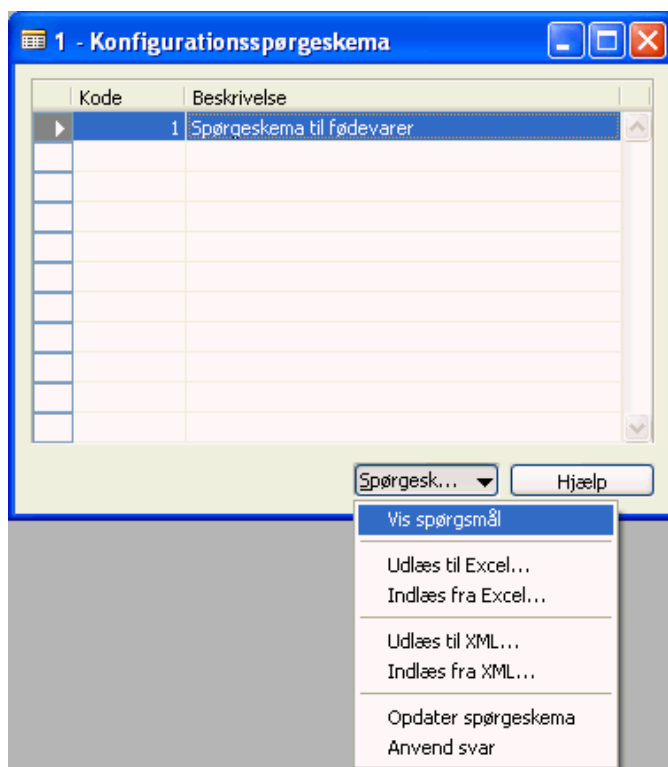 1 - Konfigurationsspørgeskema
Kode Beskrivelse
1 Spørgeskema til fødevarer
Spørgesk... Hjælp
Vis spørgsmål
Udlæs til Excel...
Indlæs fra Excel...
Udlæs til XML...
Indlæs fra XML...
Opdater spørgeskema
Anvend svar